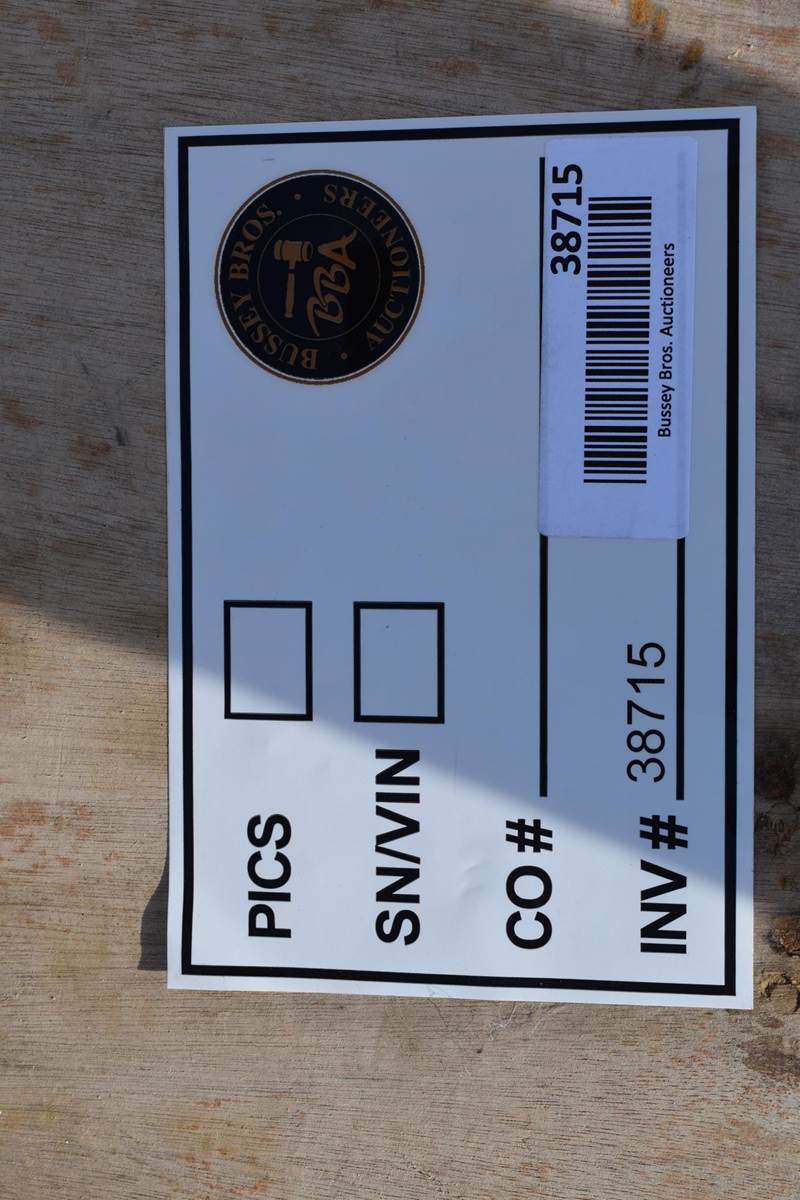 BUSSEY BROS. • AUCTIONEERS •
BBA
PICS
SN/VIN
CO #
38715
Bussey Bros. Auctioneers
INV # 38715